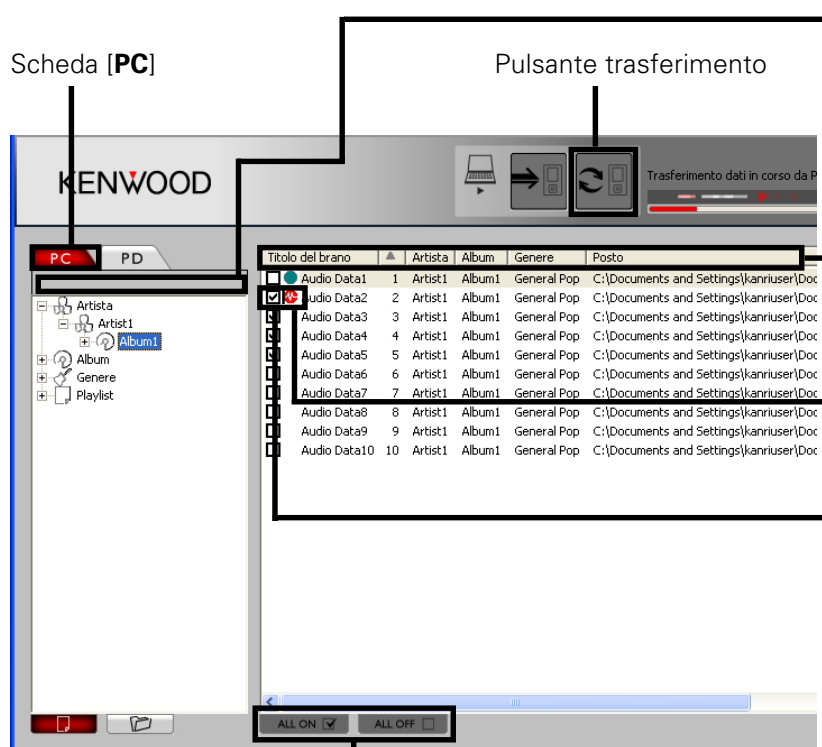 Scheda [PC]
Pulsante trasferimento
KENWOOD
Trasferimento dati in corso da P
PC PD
Titolo del brano Artista Album Genere Posto
Artista
Artist1
Album1
Album
Genere
Playlist
Audio Data1 1 Artist1 Album1 General Pop C:\Documents and Settings\kanriuser\Doc
Audio Data2 2 Artist1 Album1 General Pop C:\Documents and Settings\kanriuser\Doc
Audio Data3 3 Artist1 Album1 General Pop C:\Documents and Settings\kanriuser\Doc
Audio Data4 4 Artist1 Album1 General Pop C:\Documents and Settings\kanriuser\Doc
Audio Data5 5 Artist1 Album1 General Pop C:\Documents and Settings\kanriuser\Doc
Audio Data6 6 Artist1 Album1 General Pop C:\Documents and Settings\kanriuser\Doc
Audio Data7 7 Artist1 Album1 General Pop C:\Documents and Settings\kanriuser\Doc
Audio Data8 8 Artist1 Album1 General Pop C:\Documents and Settings\kanriuser\Doc
Audio Data9 9 Artist1 Album1 General Pop C:\Documents and Settings\kanriuser\Doc
Audio Data10 10 Artist1 Album1 General Pop C:\Documents and Settings\kanriuser\Doc
ALL ON ALL OFF